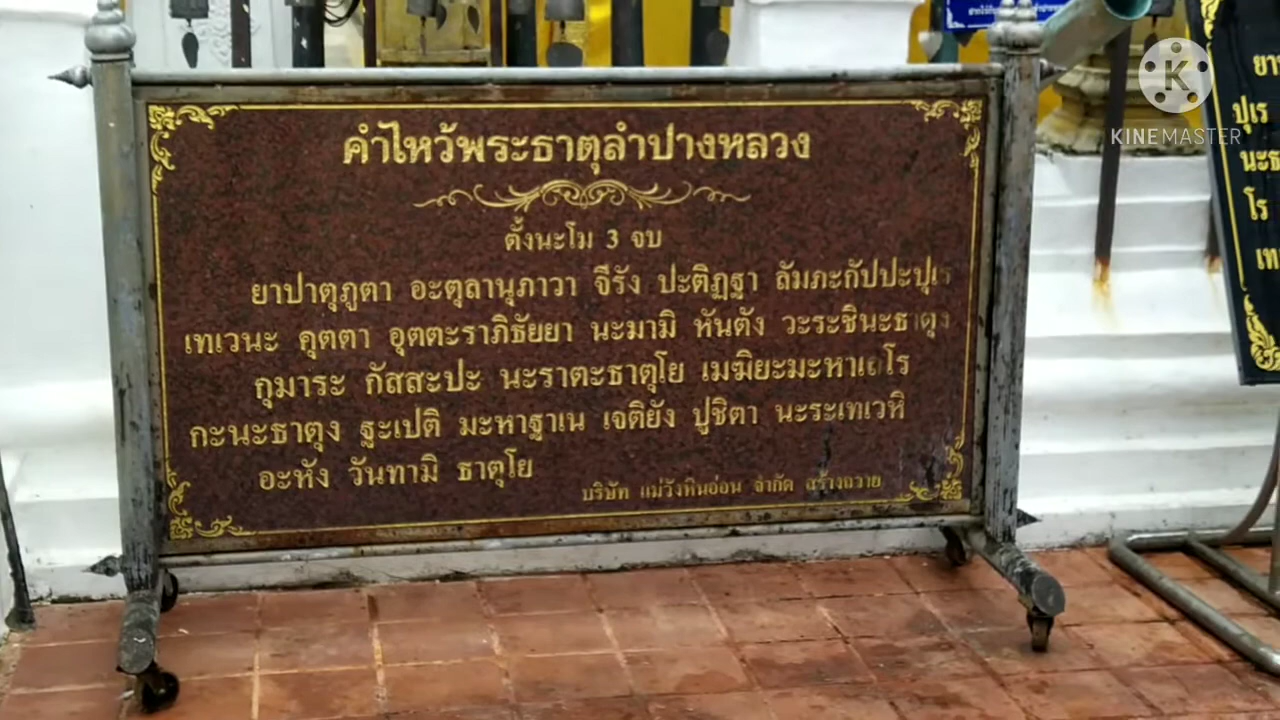 คำไหว้พระธาตุลำปางหลวง
ตั้งนะโม 3 จบ
ยาปาตุภูตา อะตุลานุภาวา จีรัง ปะติฏฐา ลัมภะกัปปะปุเร
เทเวนะ คุตตา อุตตะราภิธัยยา นะมามิ หันตัง วะระชินะธาตุง
กุมาระ กัสสะปะ นะราตะธาตุโย เมฆิยะมะหาเถโร
กะนะธาตุง ฐะเปติ มะหาฐาเน เจติยัง ปูชิตา นะระเทเวหิ
อะหัง วันทามิ ธาตุโย
บริษัท แม่วังหินอ่อน จำกัด สร้างถวาย
KINEMASTER
ปุเร
โร